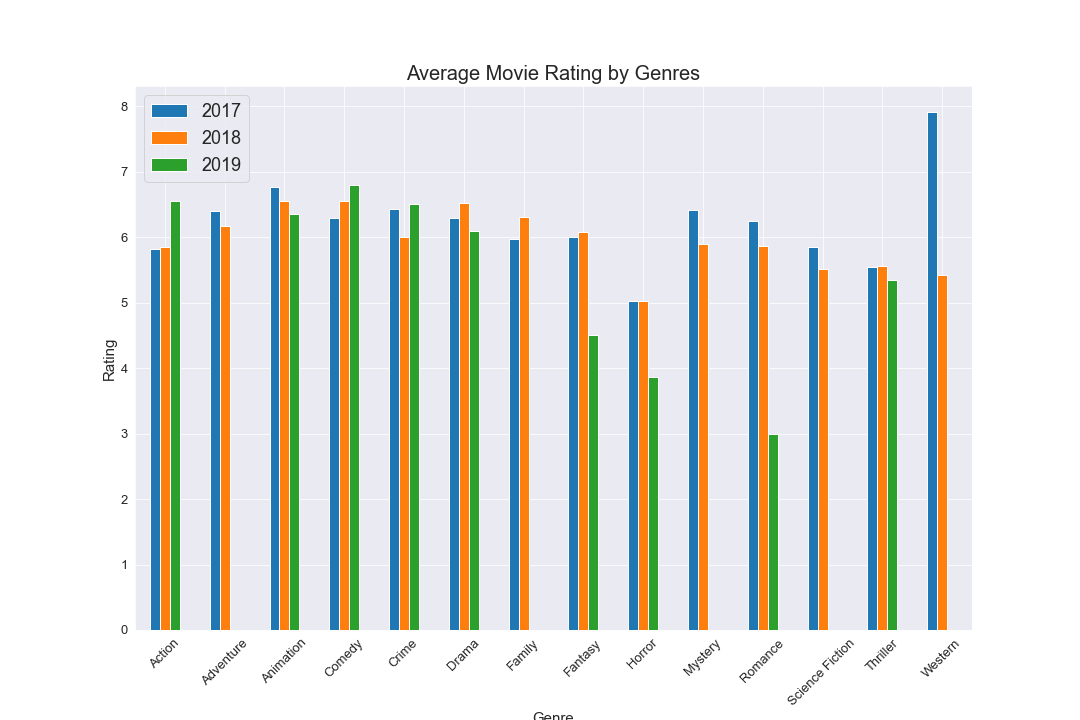 Average Movie Rating by Genres
2017
2018
2019
8
7
6
5
4
3
2
1
0
Rating
Action
Adventure
Animation
Comedy
Crime
Drama
Family
Fantasy
Horror
Mystery
Romance
Science Fiction
Thriller
Western
Genre